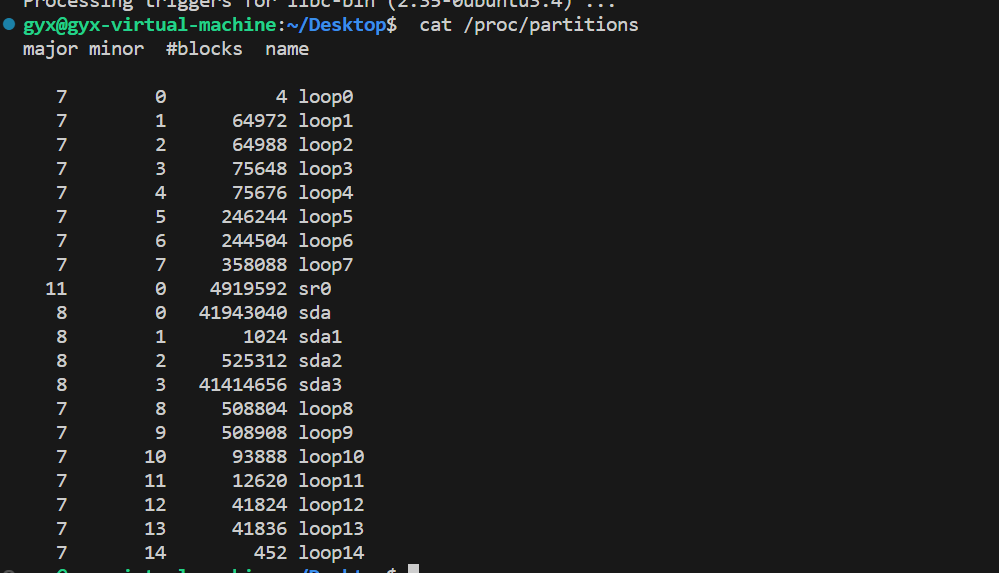 Processing triggers for libc-bin (2.35-0ubuntu3.4) ...
gyx@gyx-virtual-machine:~/Desktop$  cat /proc/partitions
major minor  #blocks  name
7        0          4 loop0
7        1      64972 loop1
7        2      64988 loop2
7        3      75648 loop3
7        4      75676 loop4
7        5     246244 loop5
7        6     244504 loop6
7        7     358088 loop7
11        0    4919592 sr0
8        0   41943040 sda
8        1       1024 sda1
8        2     525312 sda2
8        3   41414656 sda3
7        8     508804 loop8
7        9     508908 loop9
7       10      93888 loop10
7       11      12620 loop11
7       12      41824 loop12
7       13      41836 loop13
7       14        452 loop14